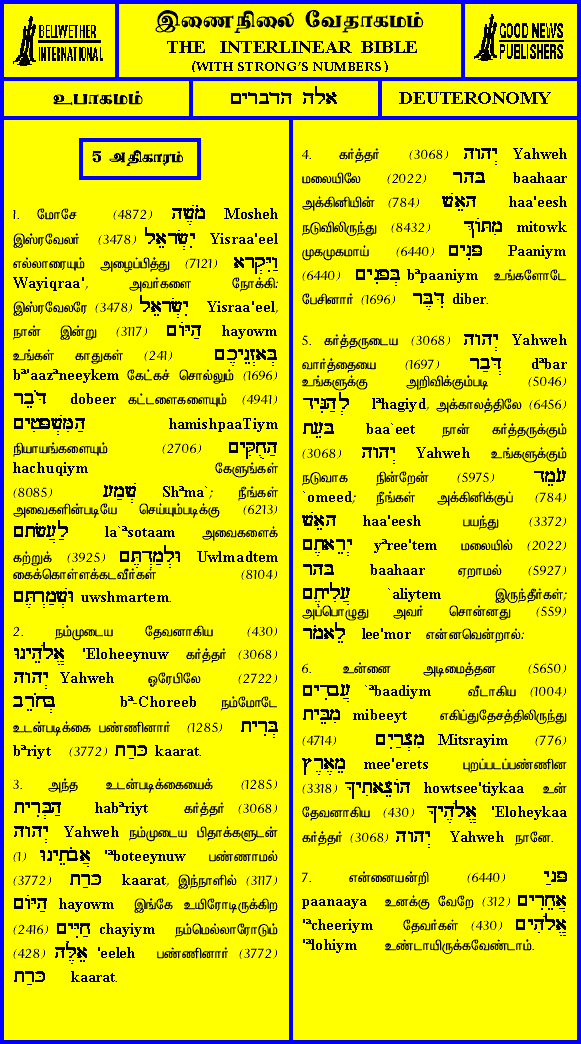 BELLWETHER
INTERNATIONAL
இணைநிலை வேதாகமம்
THE INTERLINEAR BIBLE
(WITH STRONG'S NUMBERS)
GOOD NEWS
PUBLISHERS
உபாகமம்
אלה הדברים
DEUTERONOMY
5 அதிகாரம்
1. மோசே (4872) מֹשֶׁה Mosheh
இஸ்ரவேலர் (3478) יִשְׂרָאֵל Yisraa'eel
எல்லாரையும் அழைப்பித்து (7121) וַיִּקְרָא
Wayiqraa', அவர்களை நோக்கி:
இஸ்ரவேலரே (3478) יִשְׂרָאֵל Yisraa'eel,
நான் இன்று (3117) הַיּוֹם hayowm
உங்கள் காதுகள் (241) בְּאָזְנֵיכֶם
bª'aazªneeykem கேட்கச் சொல்லும் (1696)
דֹּבֵר dobeer கட்டளைகளையும் (4941)
הַמִּשְׁפָּטִים hamishpaaTiym
நியாயங்களையும் (2706) הַחֻקִּים
hachuqiym கேளுங்கள்
(8085) שְׁמַע Shªma`; நீங்கள்
அவைகளின்படியே செய்யும்படிக்கு (6213)
לַעֲשֹׂתָם la`ªsotaam அவைகளைக்
கற்றுக் (3925) וּלְמַדְתֶּם Uwlmadtem
கைக்கொள்ளக்கடவீர்கள் (8104)
וּשְׁמַרְתֶּם uwshmartem.
2. நம்முடைய தேவனாகிய (430)
אֱלֹהֵינוּ 'Eloheeynuw கர்த்தர் (3068)
יְהוָה Yahweh ஒரேபிலே (2722)
בְּחֹרֵב bª-Choreeb நம்மோடே
உடன்படிக்கை பண்ணினார் (1285) בְּרִית
bªriyt (3772) כָּרַת kaarat.
3. அந்த உடன்படிக்கையைக் (1285)
הַבְּרִית habªriyt கர்த்தர் (3068)
יְהוָה Yahweh நம்முடைய பிதாக்களுடன்
(1) אֲבֹתֵינוּ 'ªboteeynuw பண்ணாமல்
(3772) כָּרַת kaarat, இந்நாளில் (3117)
הַיּוֹם hayowm இங்கே உயிரோடிருக்கிற
(2416) חַיִּים chayiym நம்மெல்லாரோடும்
(428) אֵלֶּה 'eeleh பண்ணினார் (3772)
כָּרַת kaarat.
4. கர்த்தர் (3068) יְהוָה Yahweh
மலையிலே (2022) בָּהָר baahaar
அக்கினியின் (784) הָאֵשׁ haa'eesh
நடுவிலிருந்து (8432) מִתּוֹךְ mitowk
முகமுகமாய் (6440) פָּנִים Paaniym
(6440) בְּפָנִים bªpaaniym உங்களோடே
பேசினார் (1696) דִּבֶּר diber.
5. கர்த்தருடைய (3068) יְהוָה Yahweh
வார்த்தையை (1697) דְּבַר dªbar
உங்களுக்கு அறிவிக்கும்படி (5046)
לְהַגִּיד lªhagiyd, அக்காலத்திலே (6456)
בָּעֵת baa`eet நான் கர்த்தருக்கும்
(3068) יְהוָה Yahweh உங்களுக்கும்
நடுவாக நின்றேன் (5975) עֹמֵד
`omeed; நீங்கள் அக்கினிக்குப் (784)
הָאֵשׁ haa'eesh பயந்து (3372)
יְרֵאתֶם yªree'tem மலையில் (2022)
בָּהָר baahaar ஏறாமல் (5927)
עֲלִיתֶם `aliytem இருந்தீர்கள்;
அப்பொழுது அவர் சொன்னது (559)
לֵאמֹר lee'mor என்னவென்றால்:
6. உன்னை அடிமைத்தன (5650)
עֲבָדִים `ªbaadiym வீடாகிய (1004)
מִבֵּית mibeeyt எகிப்துதேசத்திலிருந்து
(4714) מִצְרַיִם Mitsrayim (776)
מֵאֶרֶץ mee'erets புறப்படப்பண்ணின
(3318) הוֹצֵאתִיךָ howtsee'tiykaa உன்
தேவனாகிய (430) אֱלֹהֶיךָ 'Eloheykaa
கர்த்தர் (3068) יְהוָה Yahweh நானே.
7. என்னையன்றி (6440) פָּנָי
paanaaya உனக்கு வேறே (312) אֲחֵרִים
'ªcheeriym தேவர்கள் (430) אֱלֹהִים
'ªlohiym உண்டாயிருக்கவேண்டாம்.